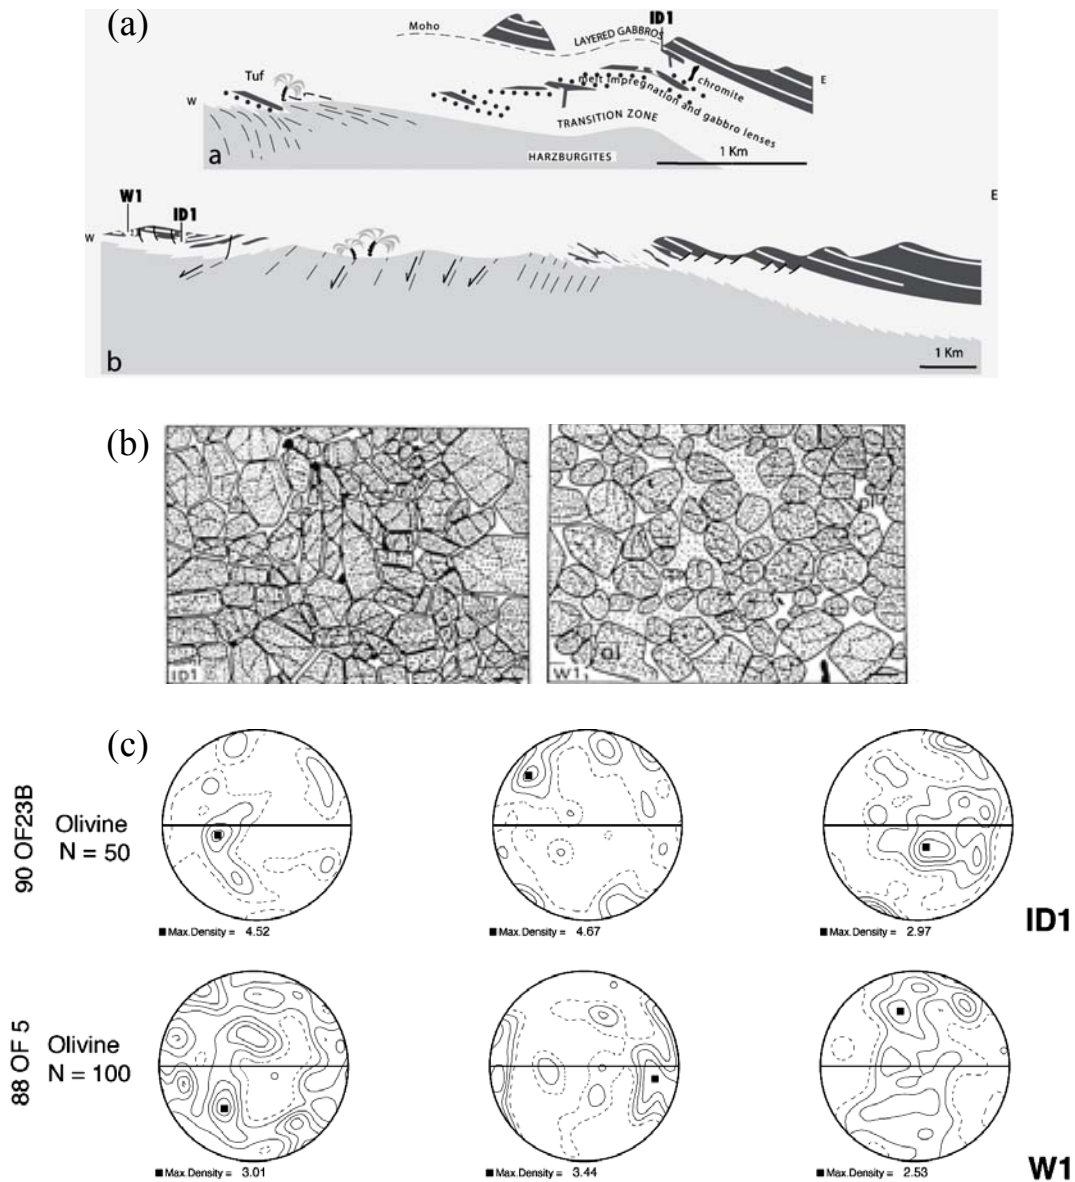 (a)
ID1
Moho
LAYERED GABBROS
Tuf
E
chromite
melt impregnation and gabbro lenses
W
TRANSITION ZONE
a
HARZBURGITES
1 Km
W1
E
ID1
W
1 Km
b
(b)
ID1
ol
W1
(c)
90 OF23B
Olivine
N = 50
Max.Density = 4.52
Max.Density = 4.67
Max.Density = 2.97
ID1
88 OF 5
Olivine
N = 100
Max.Density = 3.01
Max.Density = 3.44
Max.Density = 2.53
W1